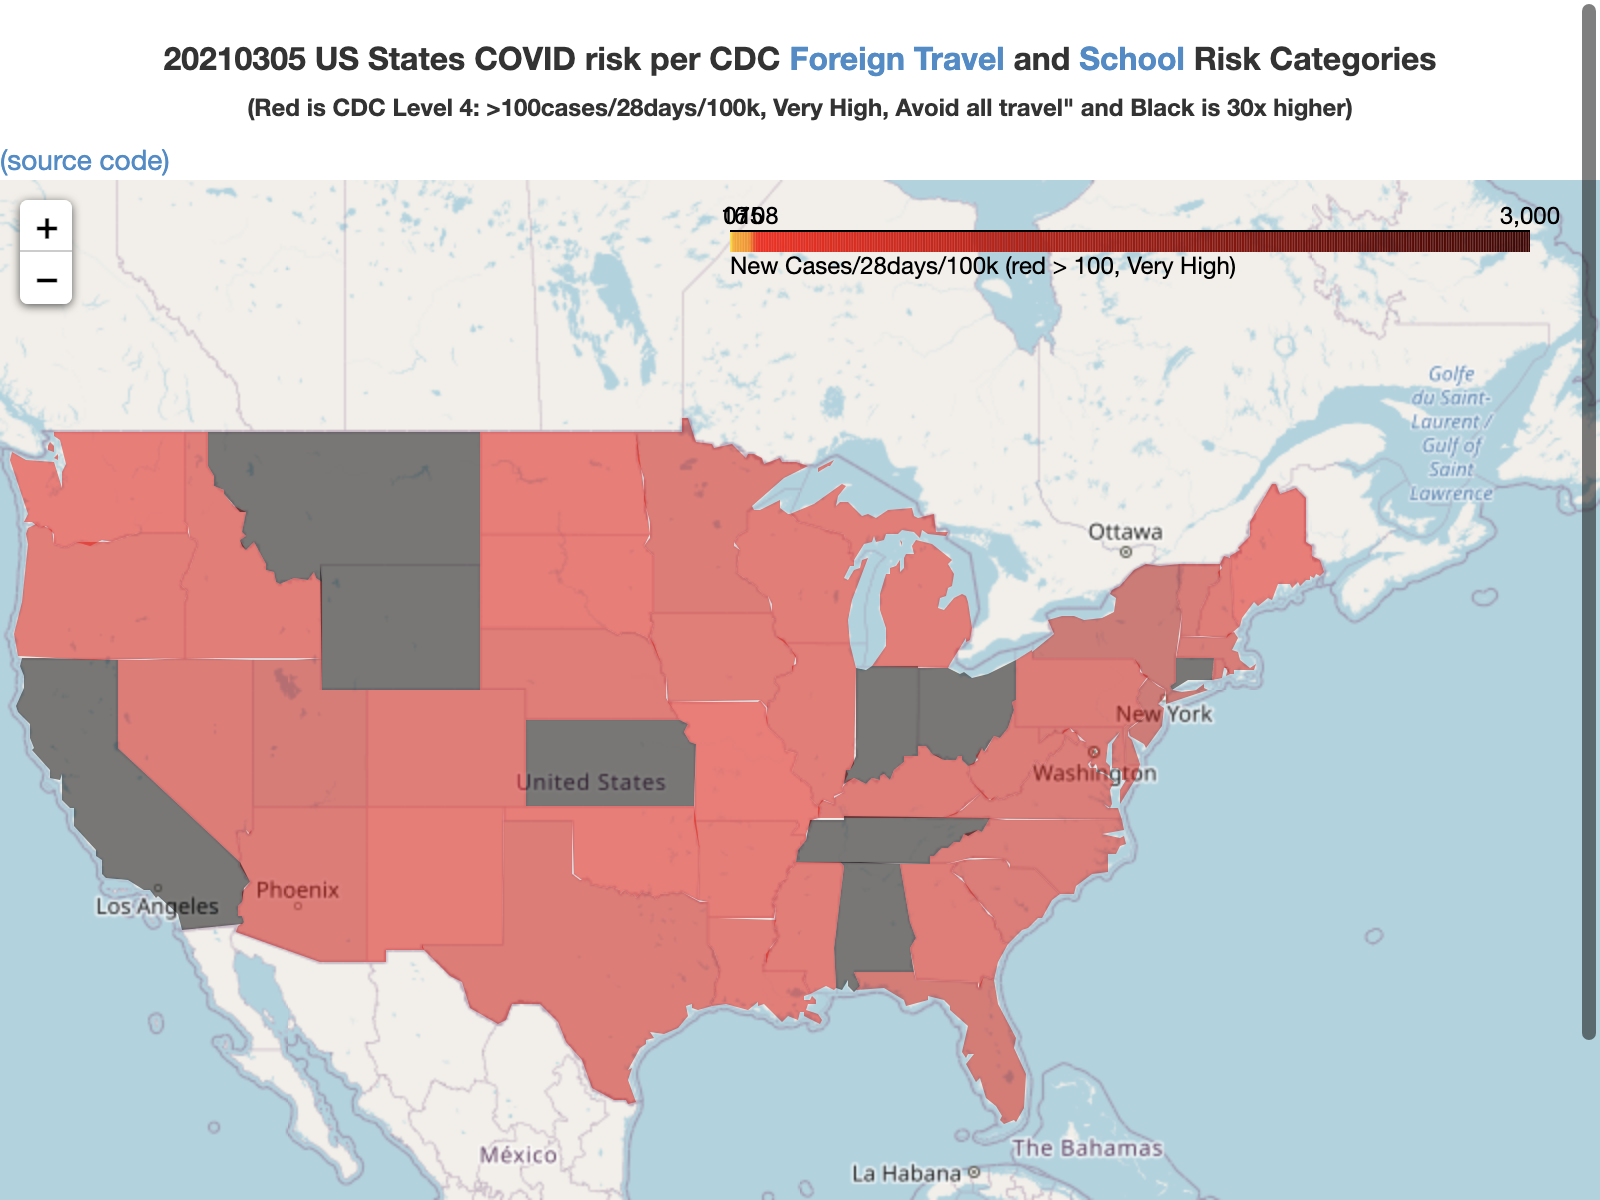 20210305 US States COVID risk per CDC Foreign Travel and School Risk Categories
(Red is CDC Level 4: >100cases/28days/100k, Very High, Avoid all travel" and Black is 30x higher)
(source code)
+
−
3,000
New Cases/28days/100k (red > 100, Very High)
Golfe
du Saint-
Laurent /
Gulf of
Saint
Lawrence
Ottawa
New York
Washington
United States
Phoenix
Los Angeles
México
The Bahamas
La Habana